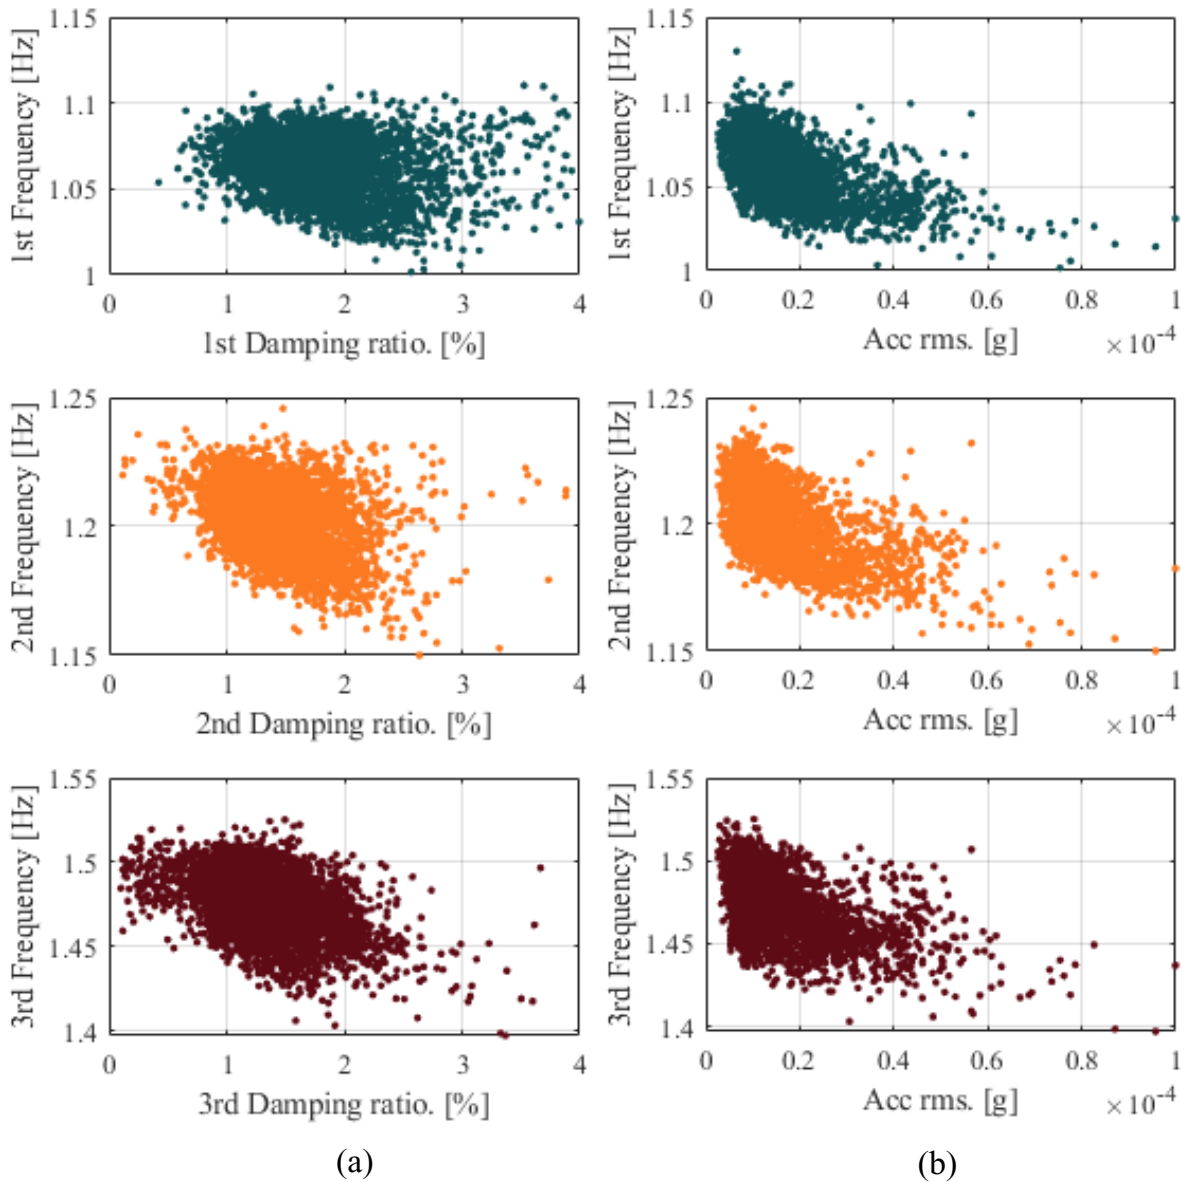 1.15
1.1
1.05
1
0 1 2 3 4
1st Frequency [Hz]
1st Damping ratio. [%]
1.15
1.1
1.05
1
0 0.2 0.4 0.6 0.8 1
1st Frequency [Hz]
Acc rms. [g]
×10-4
1.25
1.2
1.15
0 1 2 3 4
2nd Frequency [Hz]
2nd Damping ratio. [%]
1.25
1.2
1.15
0 0.2 0.4 0.6 0.8 1
2nd Frequency [Hz]
Acc rms. [g]
×10-4
1.55
1.5
1.45
1.4
0 1 2 3 4
3rd Frequency [Hz]
3rd Damping ratio. [%]
1.55
1.5
1.45
1.4
0 0.2 0.4 0.6 0.8 1
3rd Frequency [Hz]
Acc rms. [g]
×10-4
(a)
(b)